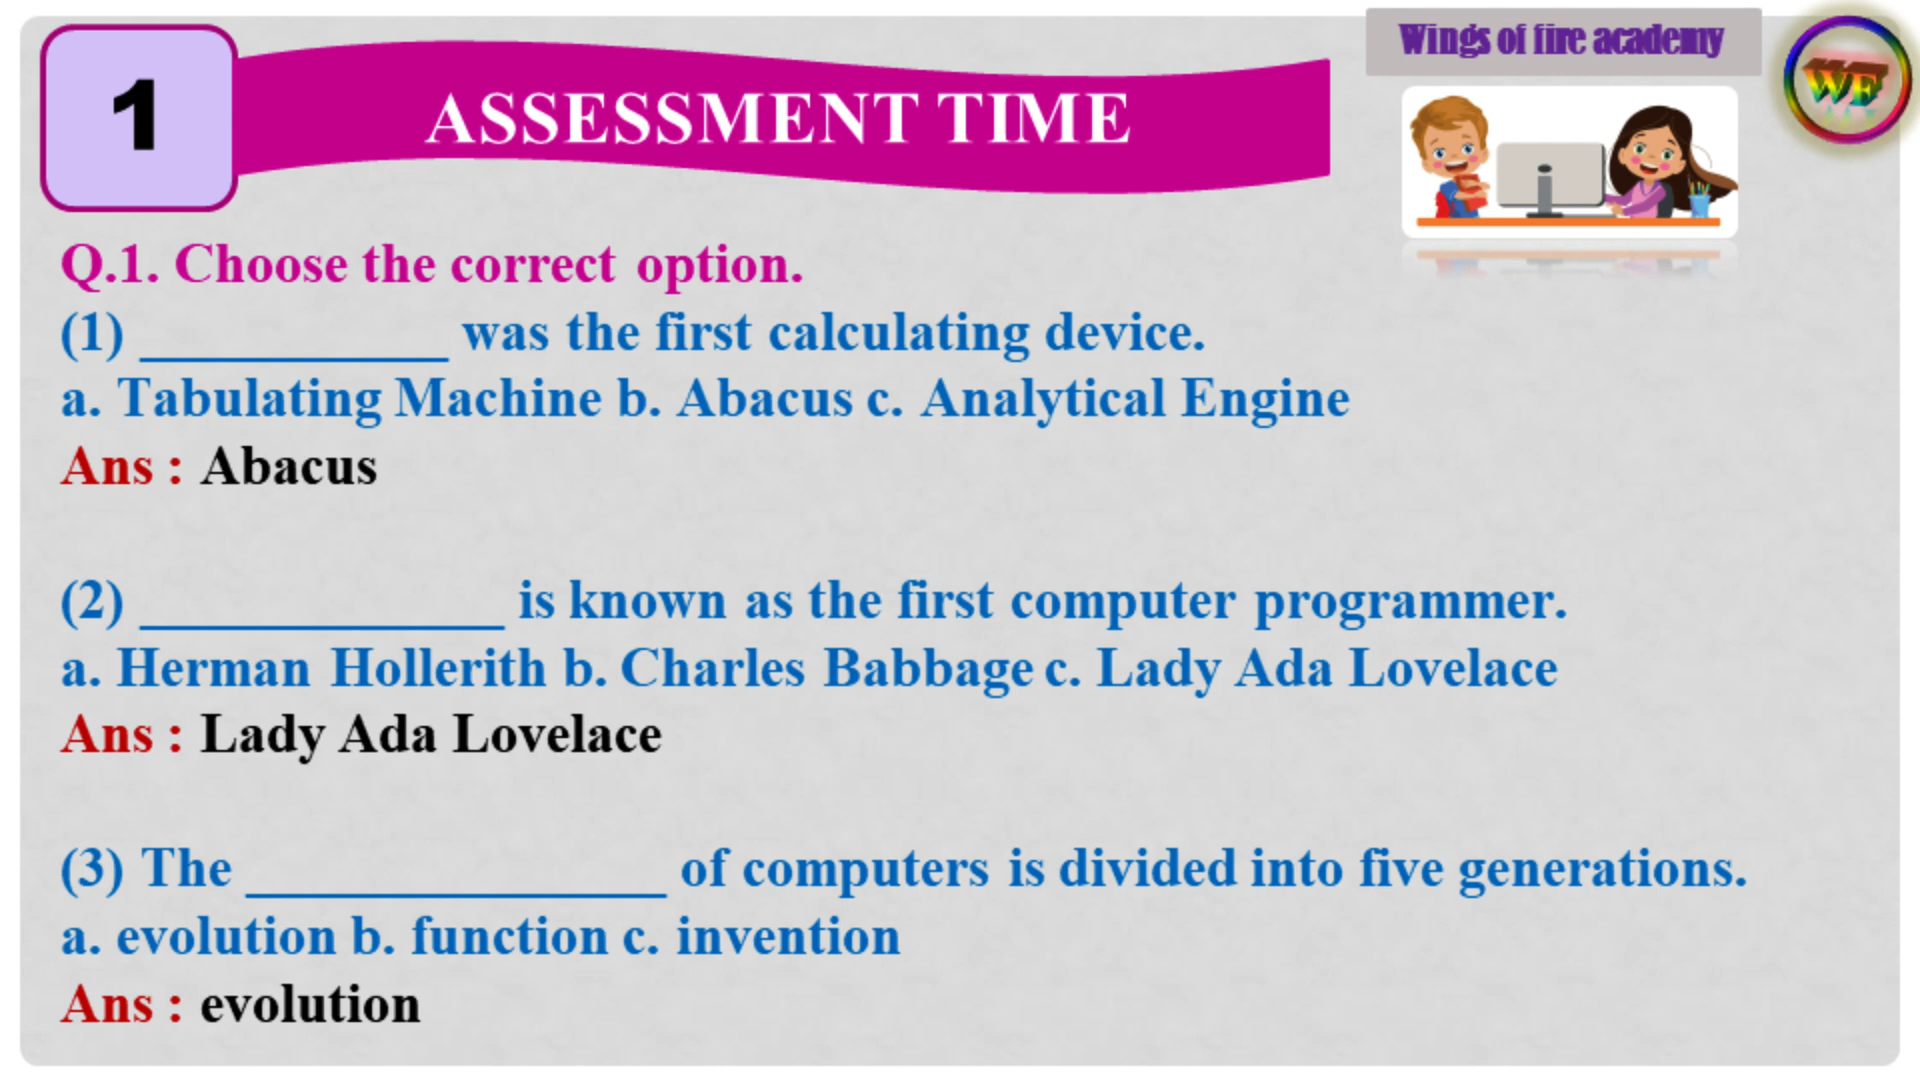 1
ASSESSMENT TIME
Wings of fire academy
WF
Q.1. Choose the correct option.
(1) ____________ was the first calculating device.
a. Tabulating Machine b. Abacus c. Analytical Engine
Ans : Abacus
(2) ______________ is known as the first computer programmer.
a. Herman Hollerith b. Charles Babbage c. Lady Ada Lovelace
Ans : Lady Ada Lovelace
(3) The ________________ of computers is divided into five generations.
a. evolution b. function c. invention
Ans : evolution